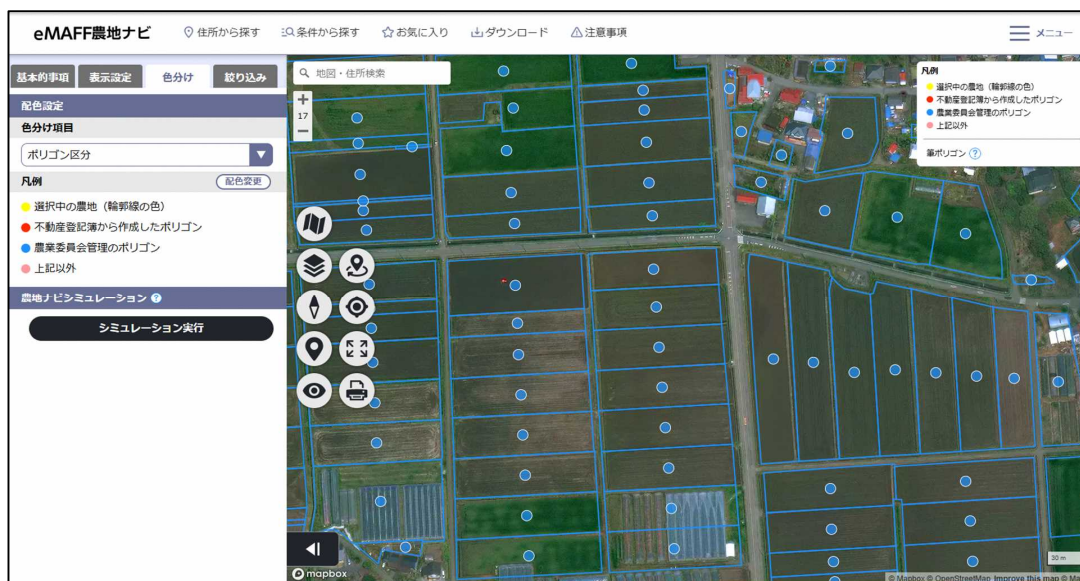 eMAFF農地ナビ
住所から探す
条件から探す
お気に入り
ダウンロード
注意事項
メニュー
基本的事項
表示設定
色分け
絞り込み
配色設定
色分け項目
ポリゴン区分
凡例
配色変更
選択中の農地（輪郭線の色）
不動産登記簿から作成したポリゴン
農業委員会管理のポリゴン
上記以外
農地ナビシミュレーション ?
シミュレーション実行
地図・住所検索
+
17
−
凡例
選択中の農地（輪郭線の色）
不動産登記簿から作成したポリゴン
農業委員会管理のポリゴン
上記以外
筆ポリゴン ?
30 m
mapbox
© Mapbox © OpenStreetMap Improve this map